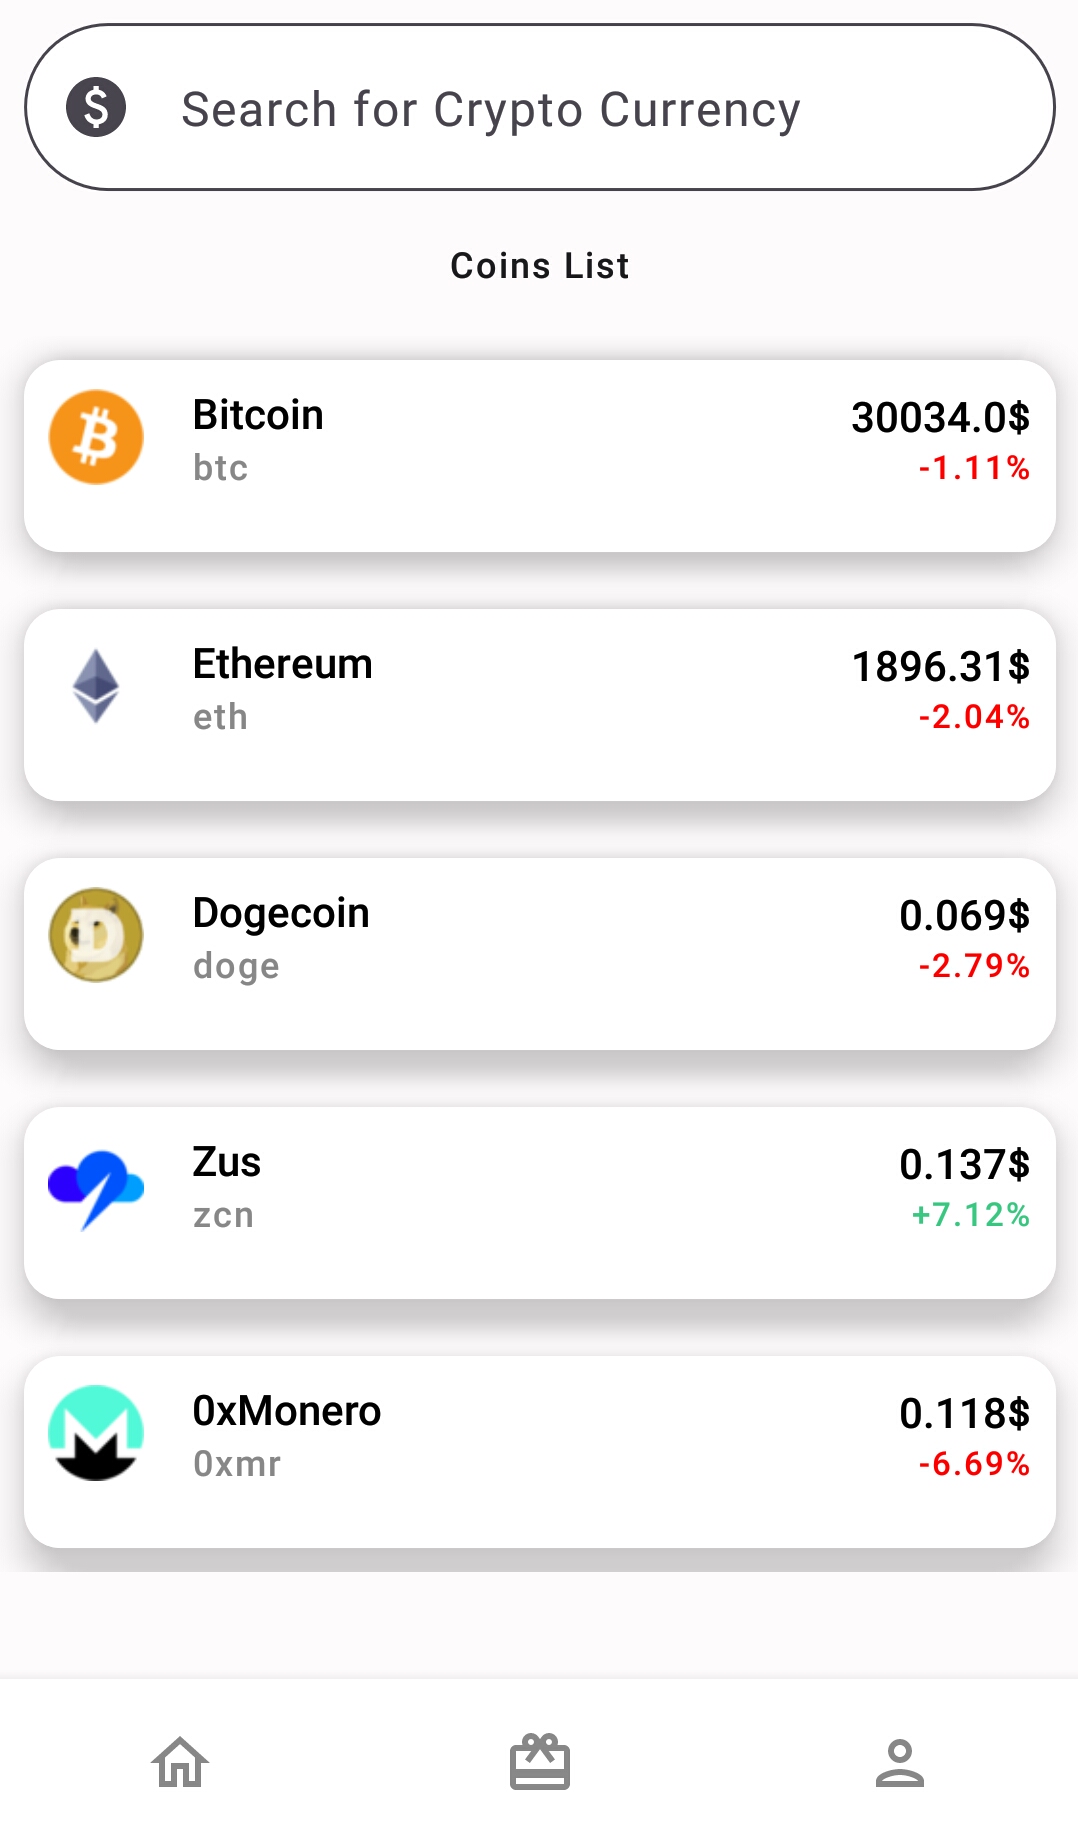 Search for Crypto Currency
Coins List
Bitcoin
30034.0$
btc
-1.11%
Ethereum
1896.31$
eth
-2.04%
Dogecoin
0.069$
doge
-2.79%
Zus
0.137$
zcn
+7.12%
0xMonero
0.118$
0xmr
-6.69%